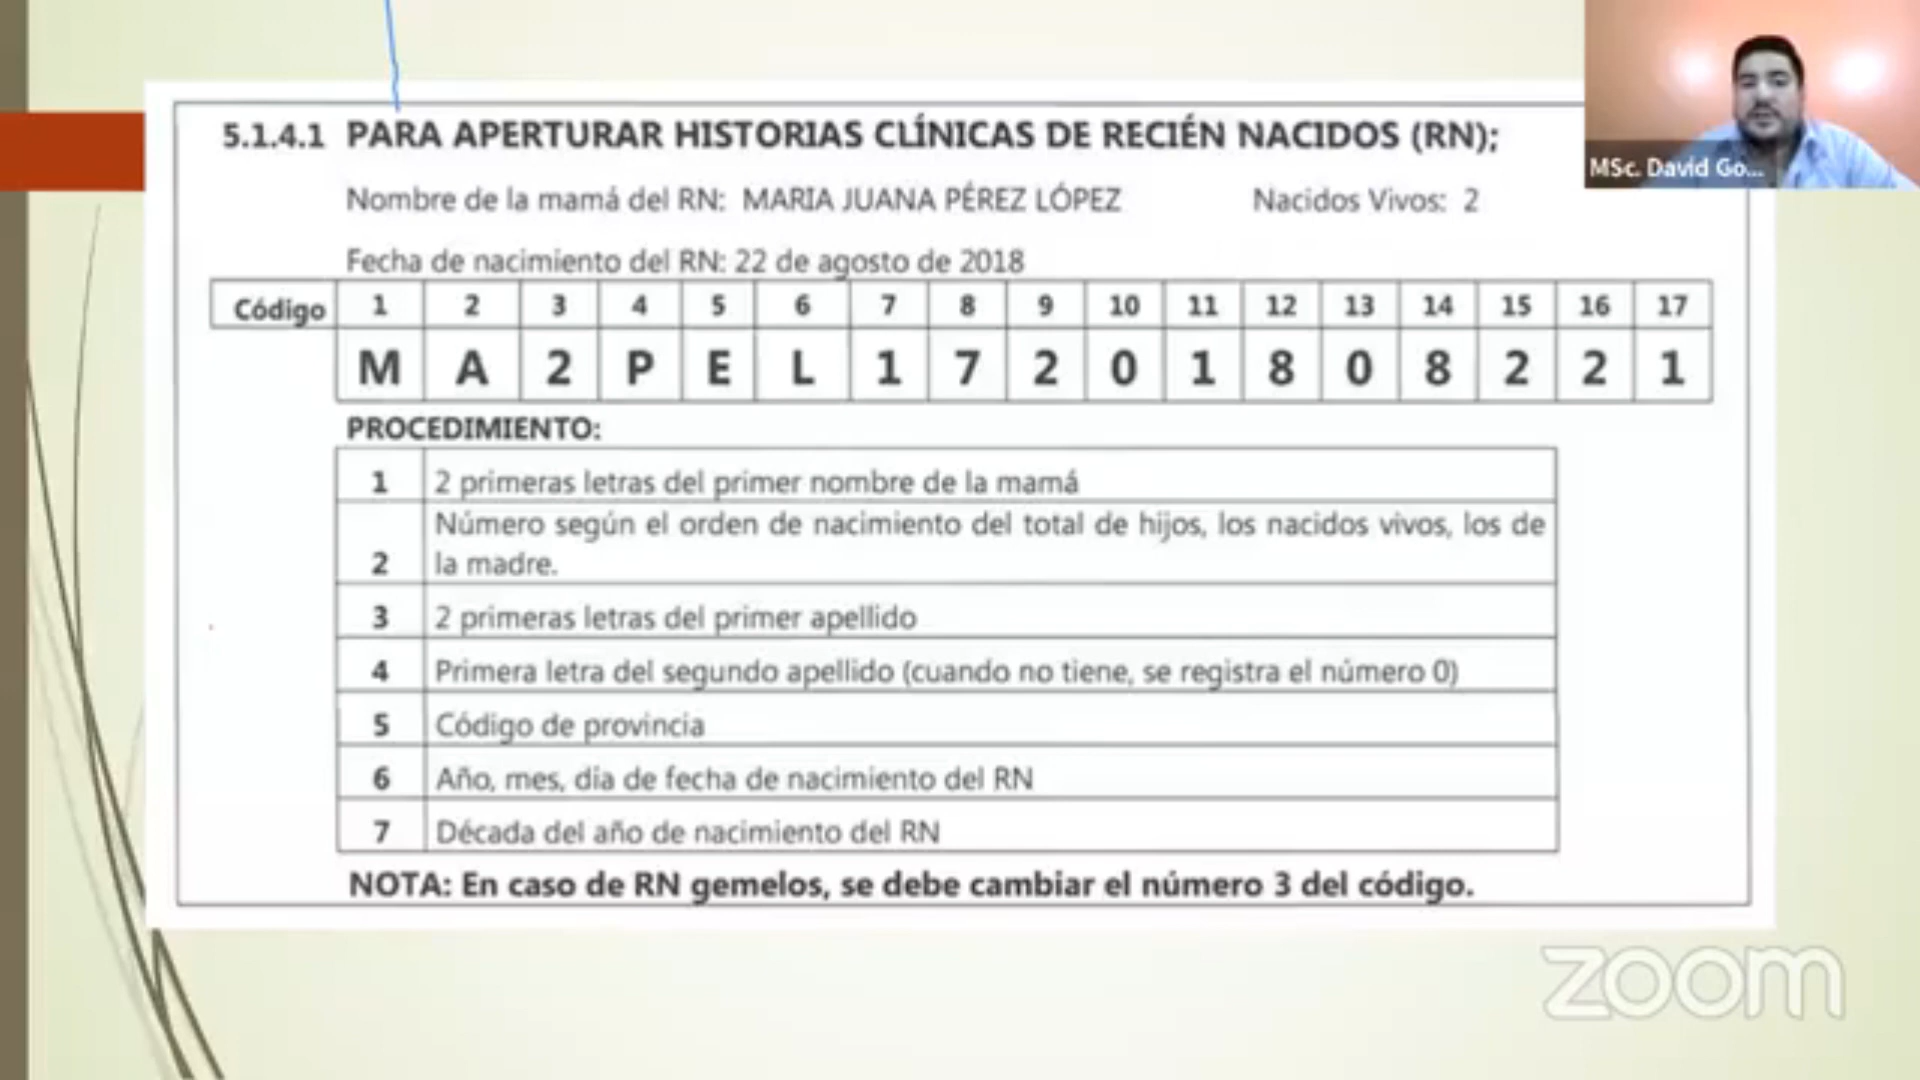 5.1.4.1 PARA APERTURAR HISTORIAS CLÍNICAS DE RECIÉN NACIDOS (RN);
MSc. David Go...
Nombre de la mamá del RN: MARIA JUANA PÉREZ LÓPEZ Nacidos Vivos: 2
Fecha de nacimiento del RN: 22 de agosto de 2018
Código 1 2 3 4 5 6 7 8 9 10 11 12 13 14 15 16 17
M A 2 P E L 1 7 2 0 1 8 0 8 2 2 1
PROCEDIMIENTO:
1 2 primeras letras del primer nombre de la mamá
2 Número según el orden de nacimiento del total de hijos, los nacidos vivos, los de
la madre.
3 2 primeras letras del primer apellido
4 Primera letra del segundo apellido (cuando no tiene, se registra el número 0)
5 Código de provincia
6 Año, mes, dia de fecha de nacimiento del RN
7 Década del año de nacimiento del RN
NOTA: En caso de RN gemelos, se debe cambiar el número 3 del código.
zoom